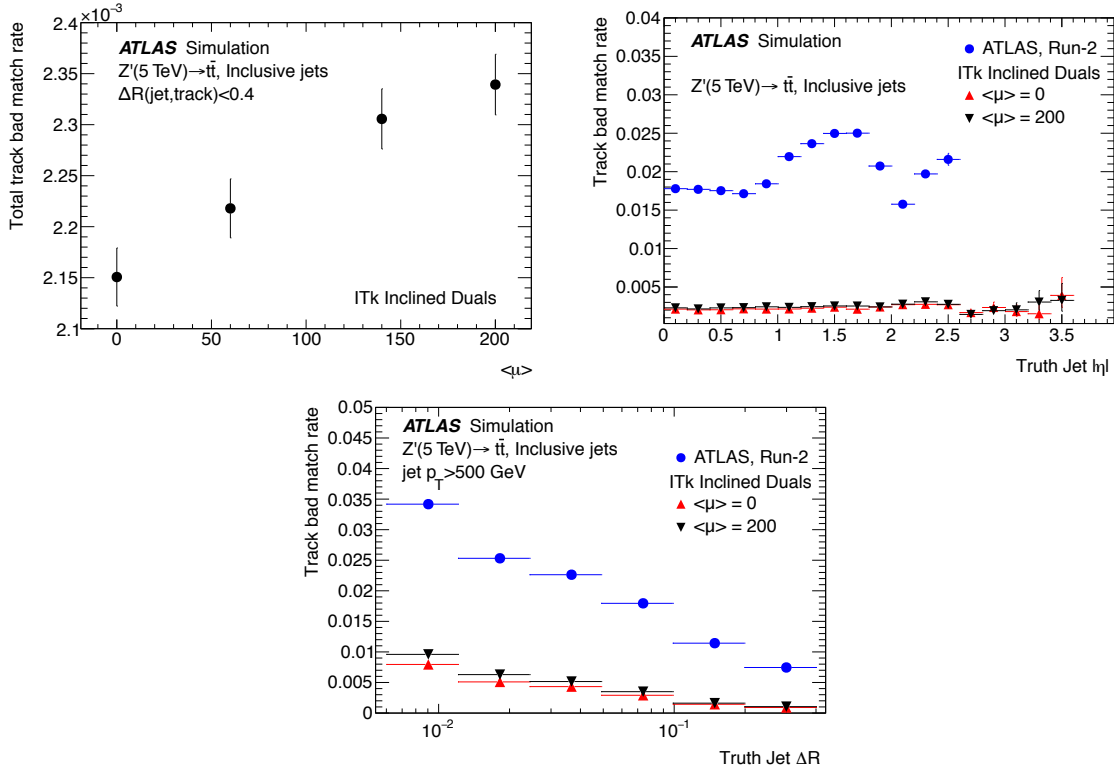 ×10⁻³
2.4
2.35
2.3
2.25
2.2
2.15
2.1
Total track bad match rate
ATLAS Simulation
Z'(5 TeV)→tt̄, Inclusive jets
ΔR(jet,track)<0.4
ITk Inclined Duals
0 50 100 150 200
<μ>
0.04
0.035
0.03
0.025
0.02
0.015
0.01
0.005
Track bad match rate
ATLAS Simulation
Z'(5 TeV)→ tt̄, Inclusive jets
ATLAS, Run-2
ITk Inclined Duals
<μ> = 0
<μ> = 200
0 0.5 1 1.5 2 2.5 3 3.5
Truth Jet |η|
0.05
0.045
0.04
0.035
0.03
0.025
0.02
0.015
0.01
0.005
0
Track bad match rate
ATLAS Simulation
Z'(5 TeV)→ tt̄, Inclusive jets
jet p_T>500 GeV
ATLAS, Run-2
ITk Inclined Duals
<μ> = 0
<μ> = 200
10⁻² 10⁻¹
Truth Jet ΔR